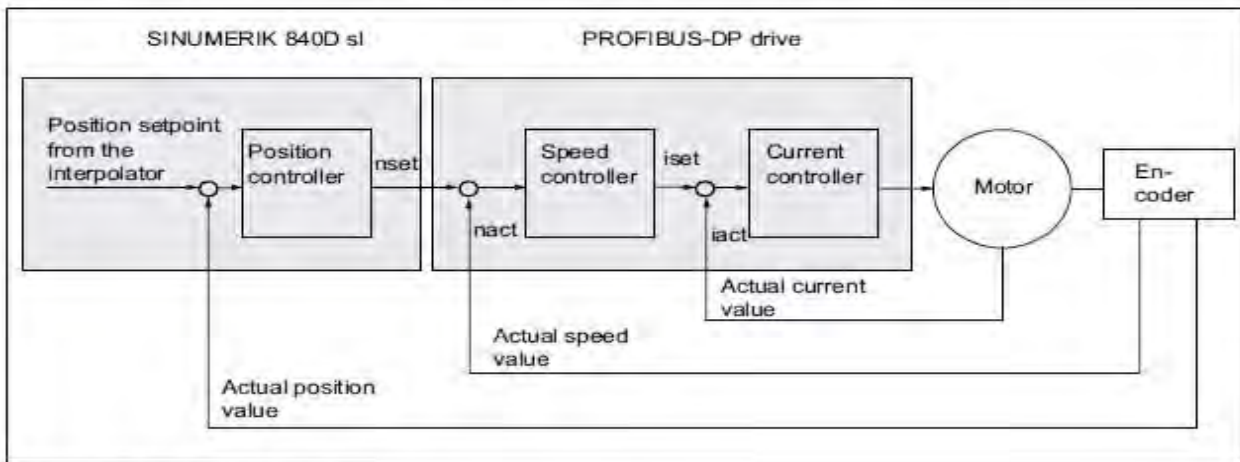 SINUMERIK 840D sl
PROFIBUS-DP drive
Position setpoint
from the
interpolator
Position
controller
nset
Speed
controller
iset
Current
controller
Motor
En-
coder
nact
iact
Actual current
value
Actual speed
value
Actual position
value